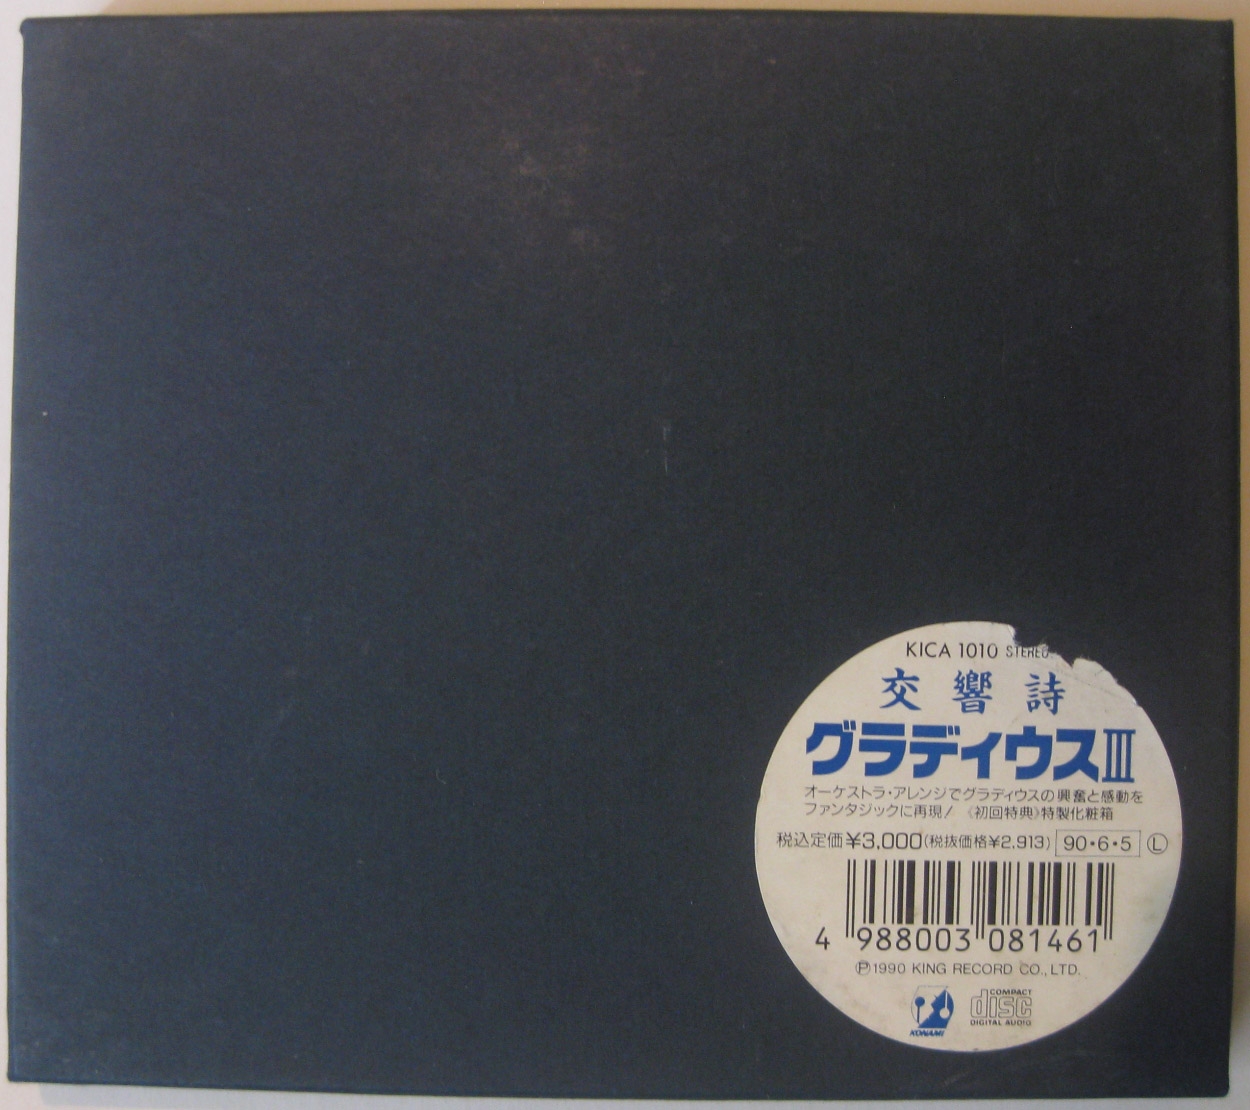 KICA 1010 STEREO
交響詩
グラディウスIII
オーケストラ・アレンジでグラディウスの興奮と感動を
ファンタジックに再現! 《初回特典》特製化粧箱
税込定価¥3,000(税抜価格¥2,913) 90・6・5 Ⓛ
4 988003 081461
Ⓟ1990 KING RECORD CO., LTD.
KONAMI
COMPACT
disc
DIGITAL AUDIO